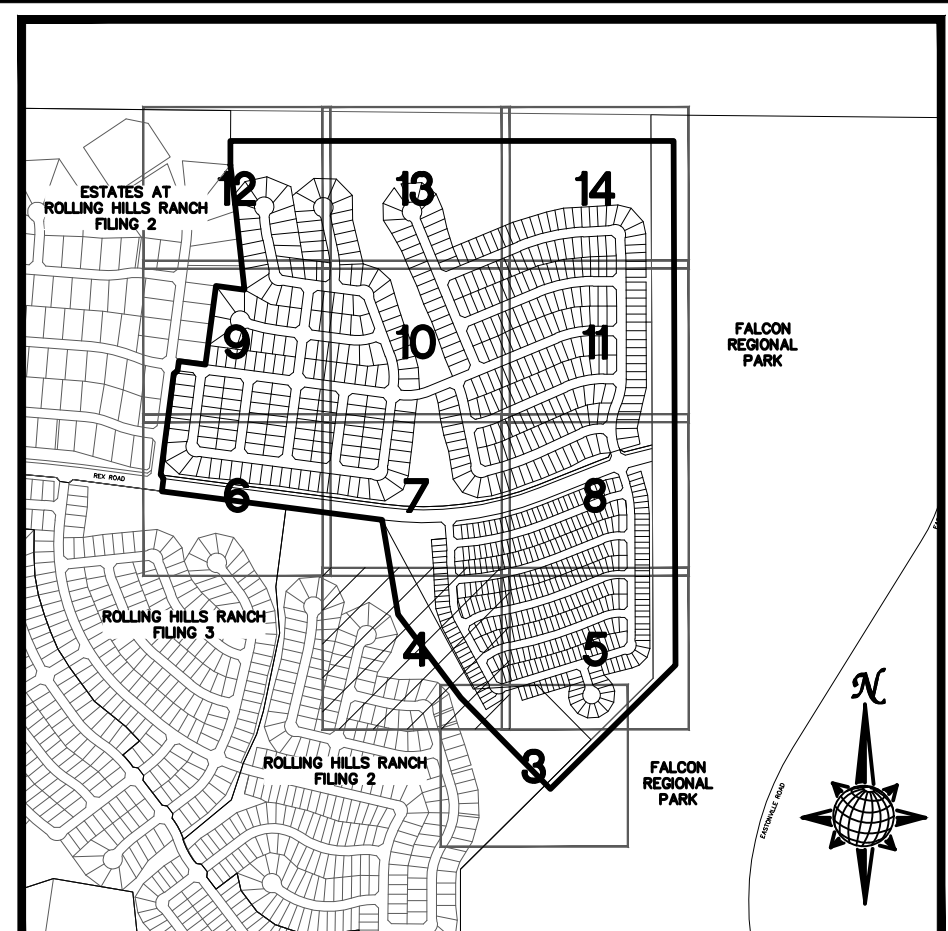 12
13
14
ESTATES AT
ROLLING HILLS RANCH
FILING 2
9
10
11
FALCON
REGIONAL
PARK
REX ROAD
6
7
8
ROLLING HILLS RANCH
FILING 3
4
5
N
ROLLING HILLS RANCH
FILING 2
3
FALCON
REGIONAL
PARK
EASTONVILLE ROAD